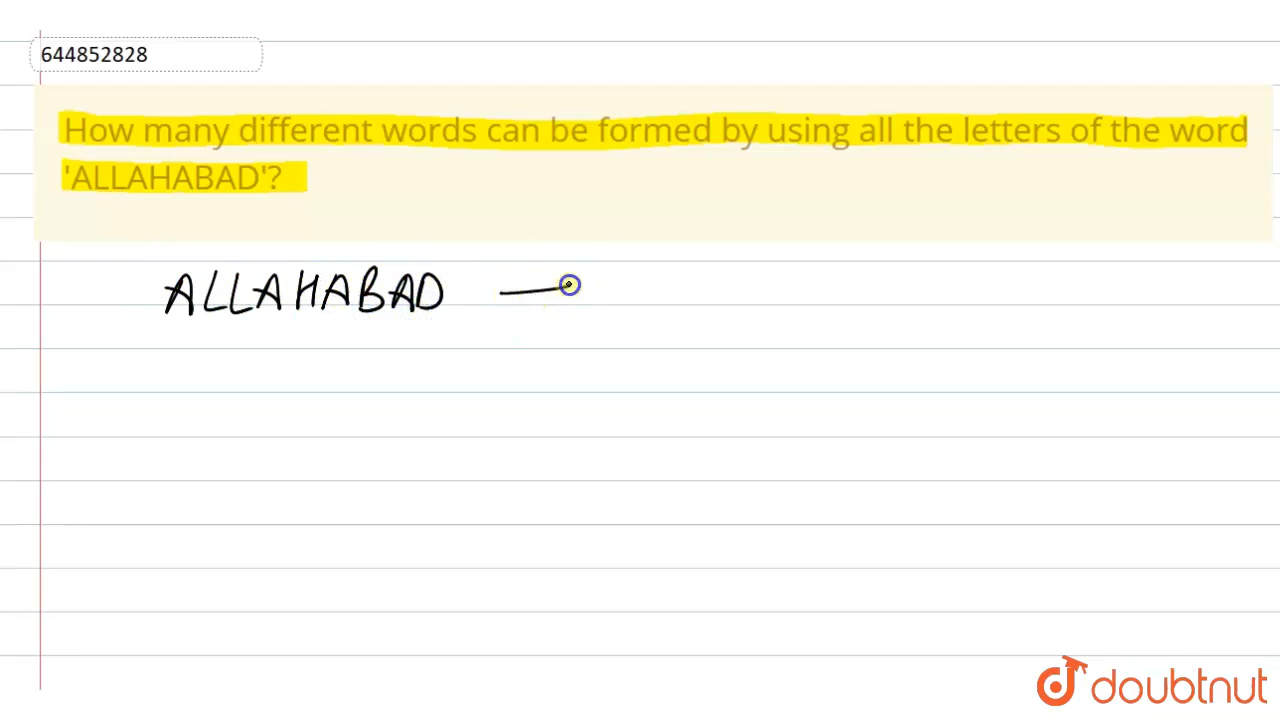 644852828
How many different words can be formed by using all the letters of the word
'ALLAHABAD'?
ALLAHABAD
doubtnut